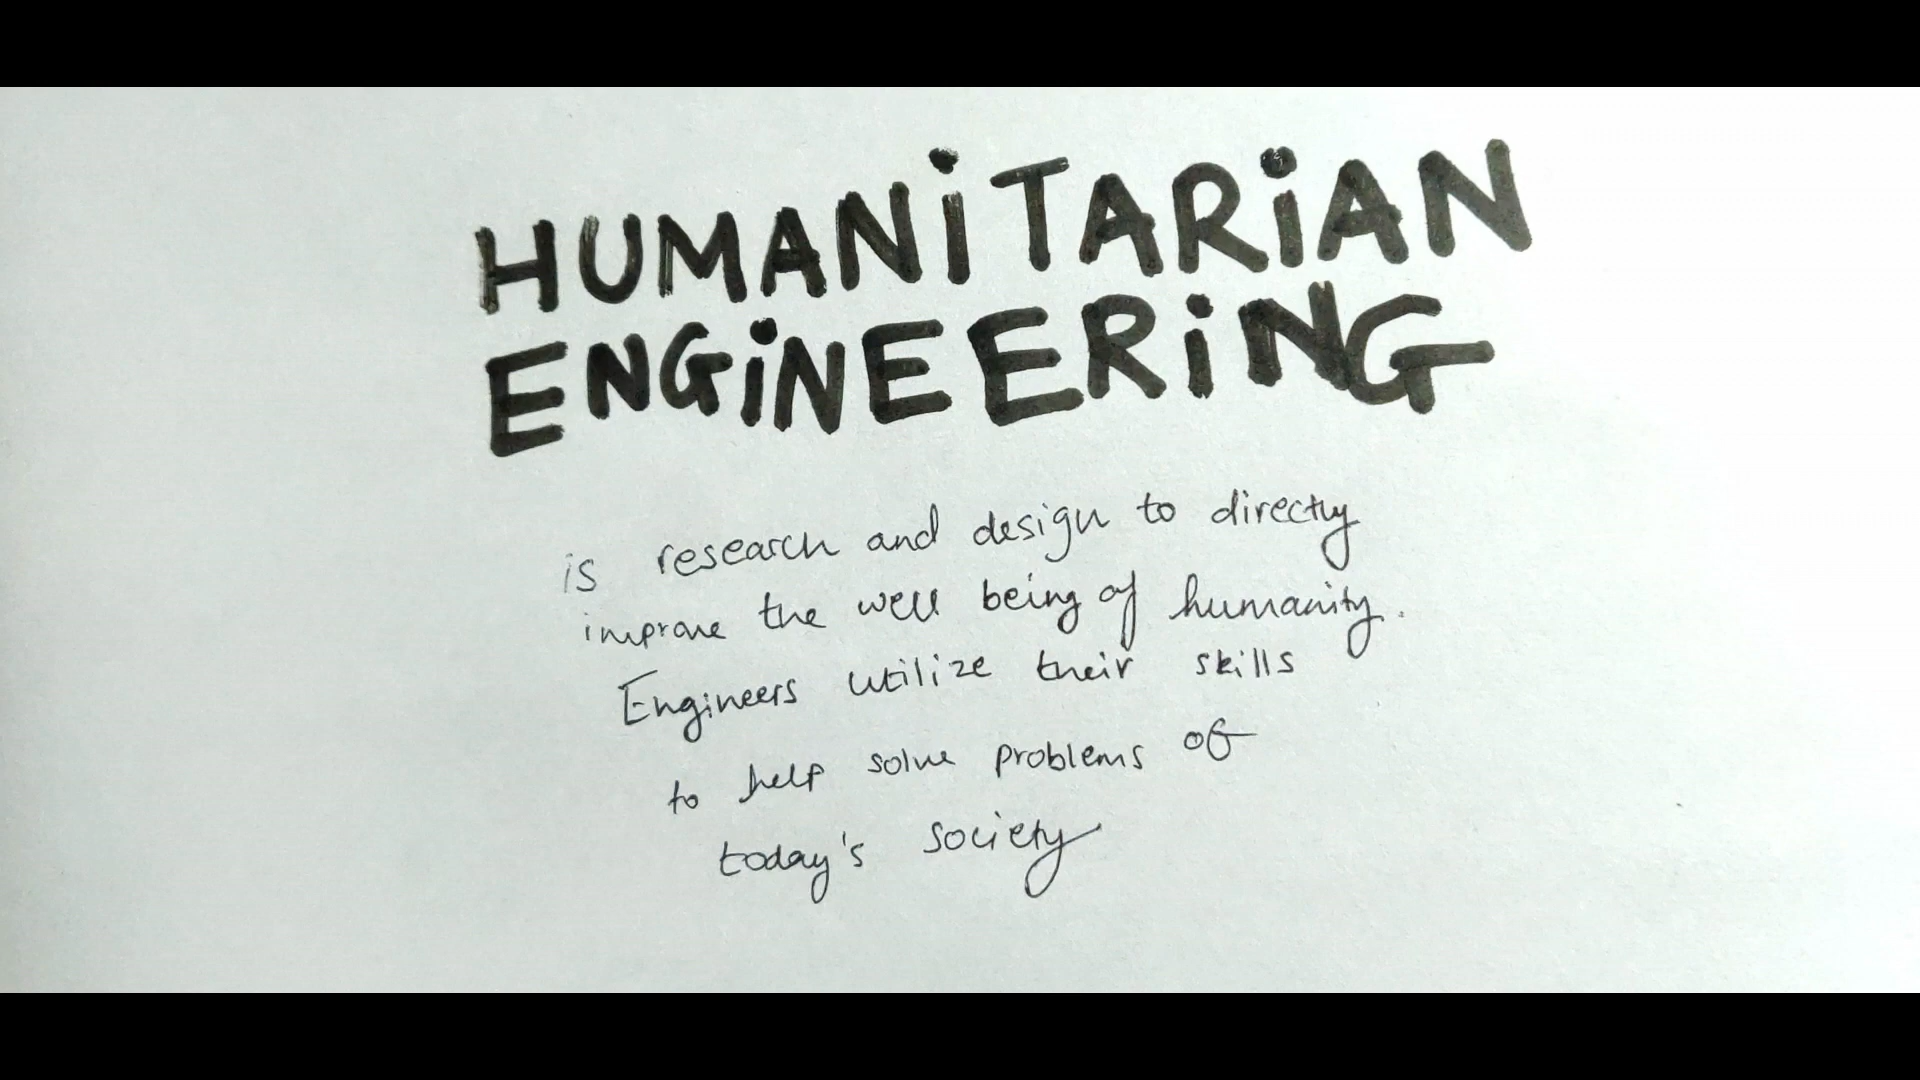 HUMANiTARiAN
ENGiNEERiNG
is research and design to directly
improve the well being of humanity.
Engineers utilize their skills
to help solve problems of
today's society